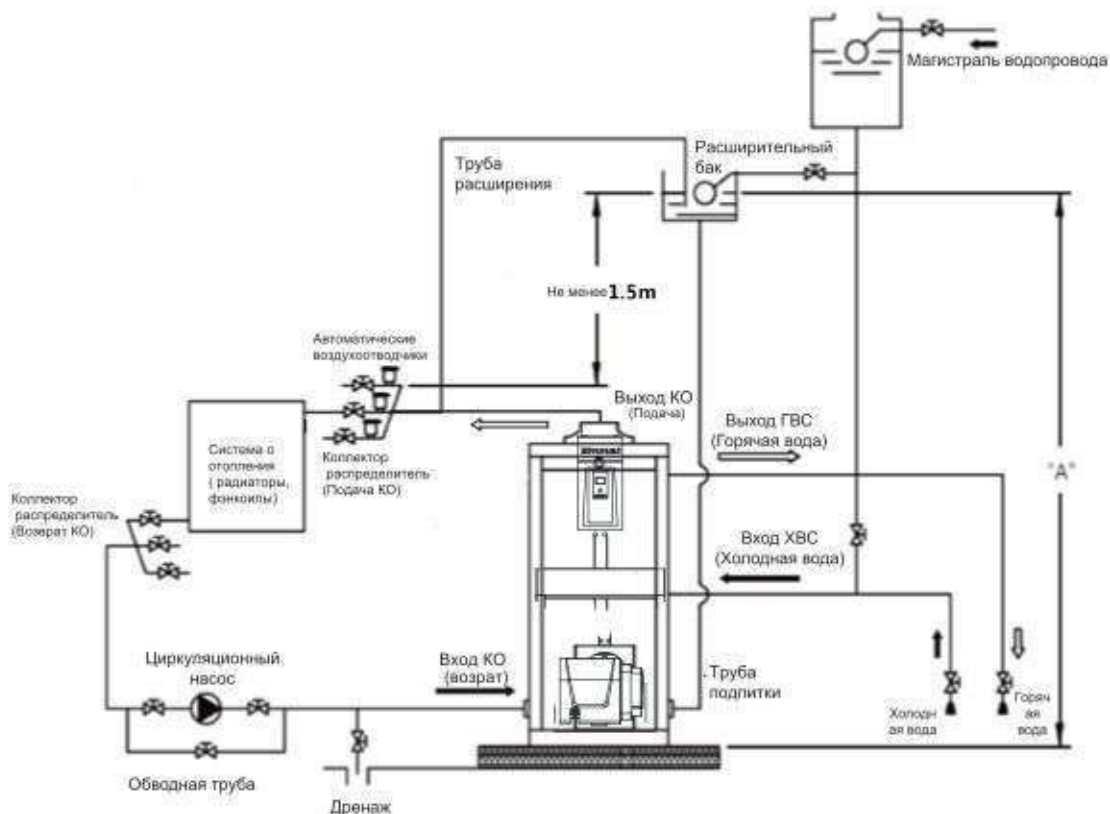 Магистраль водопровода
Расширительный
бак
Труба
расширения
Не менее 1.5m
Автоматические
воздухоотводчики
Выход КО
(Подача)
Выход ГВС
(Горячая вода)
"A"
Система о
отопления
( радиаторы,
фэнкоилы)
Коллектор
распределитель
(Подача КО)
Коллектор
распределитель
(Возврат КО)
Вход ХВС
(Холодная вода)
Циркуляционный
насос
Вход КО
(возрат)
Труба
подпитки
Холодн
ая вода
Горяч
ая
вода
Обводная труба
Дренаж